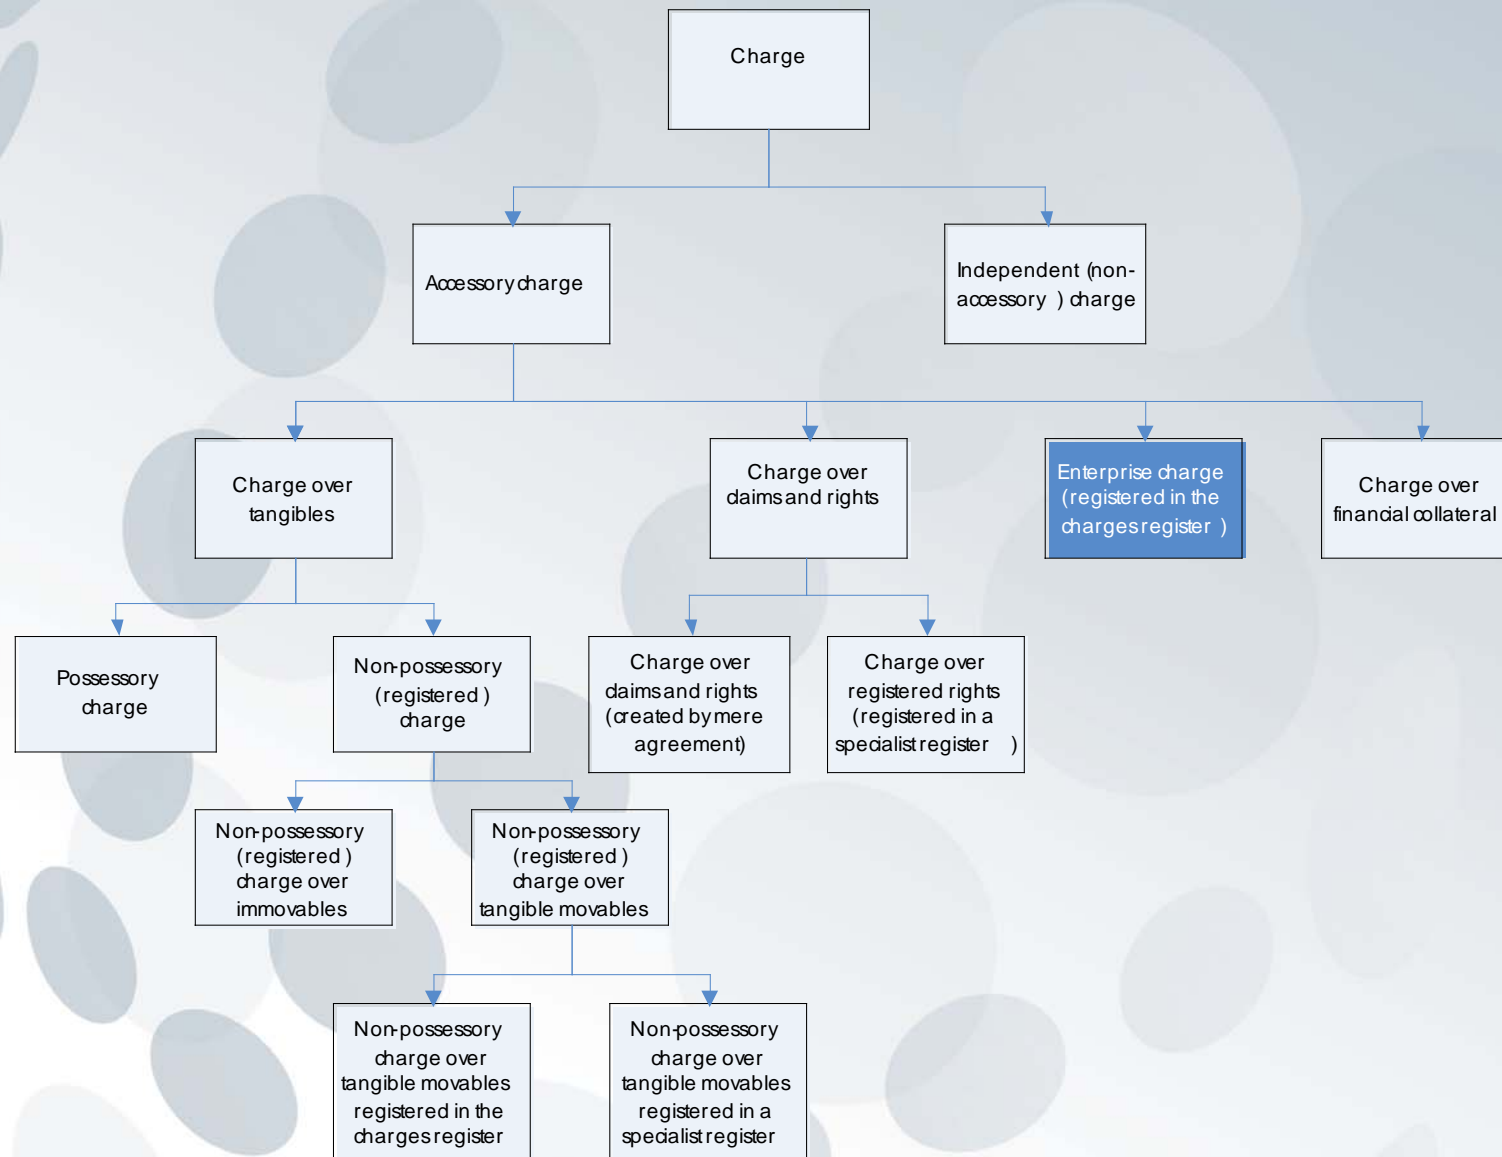 Charge
Accessory charge
Independent (non-
accessory ) charge
Charge over
tangibles
Charge over
claims and rights
Enterprise charge
(registered in the
charges register )
Charge over
financial collateral
Possessory
charge
Non-possessory
(registered )
charge
Charge over
claims and rights
(created by mere
agreement)
Charge over
registered rights
(registered in a
specialist register )
Non-possessory
(registered )
charge over
immovables
Non-possessory
(registered )
charge over
tangible movables
Non-possessory
charge over
tangible movables
registered in the
charges register
Non-possessory
charge over
tangible movables
registered in a
specialist register